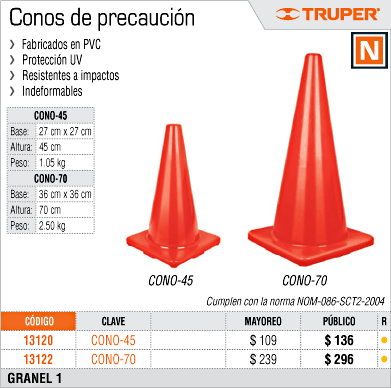 Conos de precaución
TRUPER®
N
❯ Fabricados en PVC
❯ Protección UV
❯ Resistentes a impactos
❯ Indeformables
CONO-45
Base: 27 cm x 27 cm
Altura: 45 cm
Peso: 1.05 kg
CONO-70
Base: 36 cm x 36 cm
Altura: 70 cm
Peso: 2.50 kg
CONO-45 CONO-70
Cumplen con la norma NOM-086-SCT2-2004
CÓDIGO CLAVE MAYOREO PÚBLICO R
13120 CONO-45 $ 109 $ 136
13122 CONO-70 $ 239 $ 296
GRANEL 1